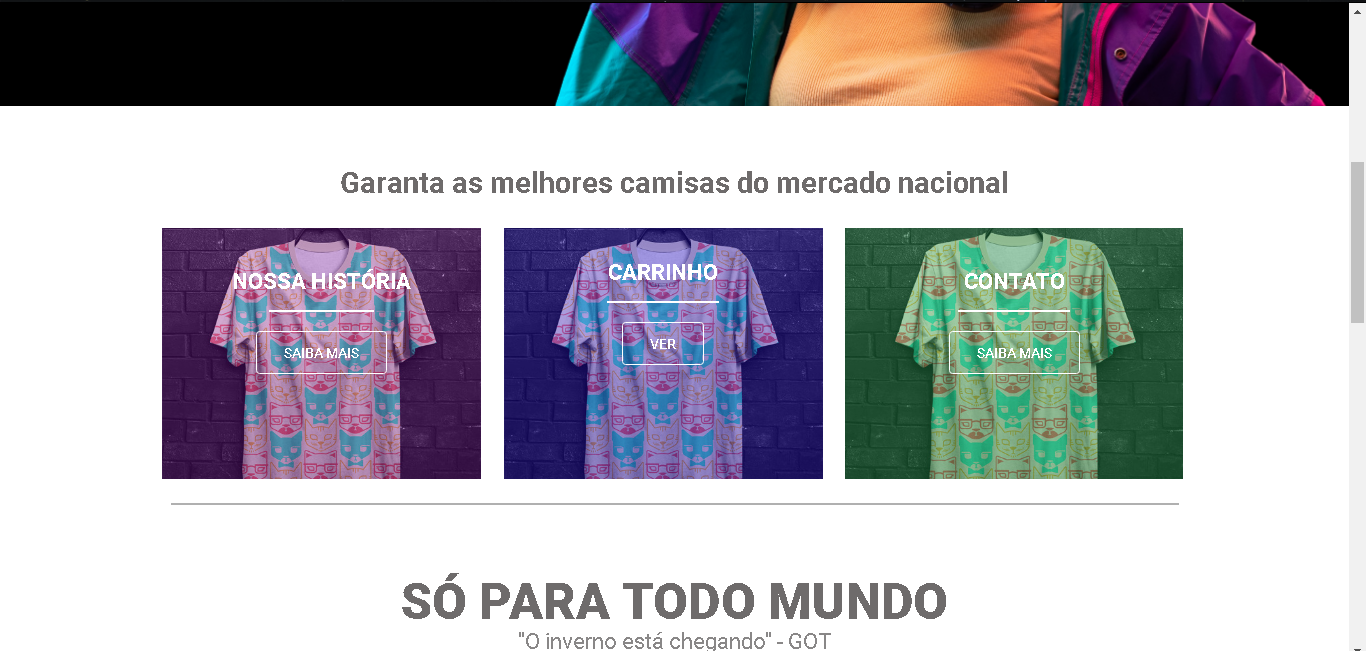 Garanta as melhores camisas do mercado nacional
NOSSA HISTÓRIA
SAIBA MAIS
CARRINHO
VER
CONTATO
SAIBA MAIS
SÓ PARA TODO MUNDO
"O inverno está chegando" - GOT